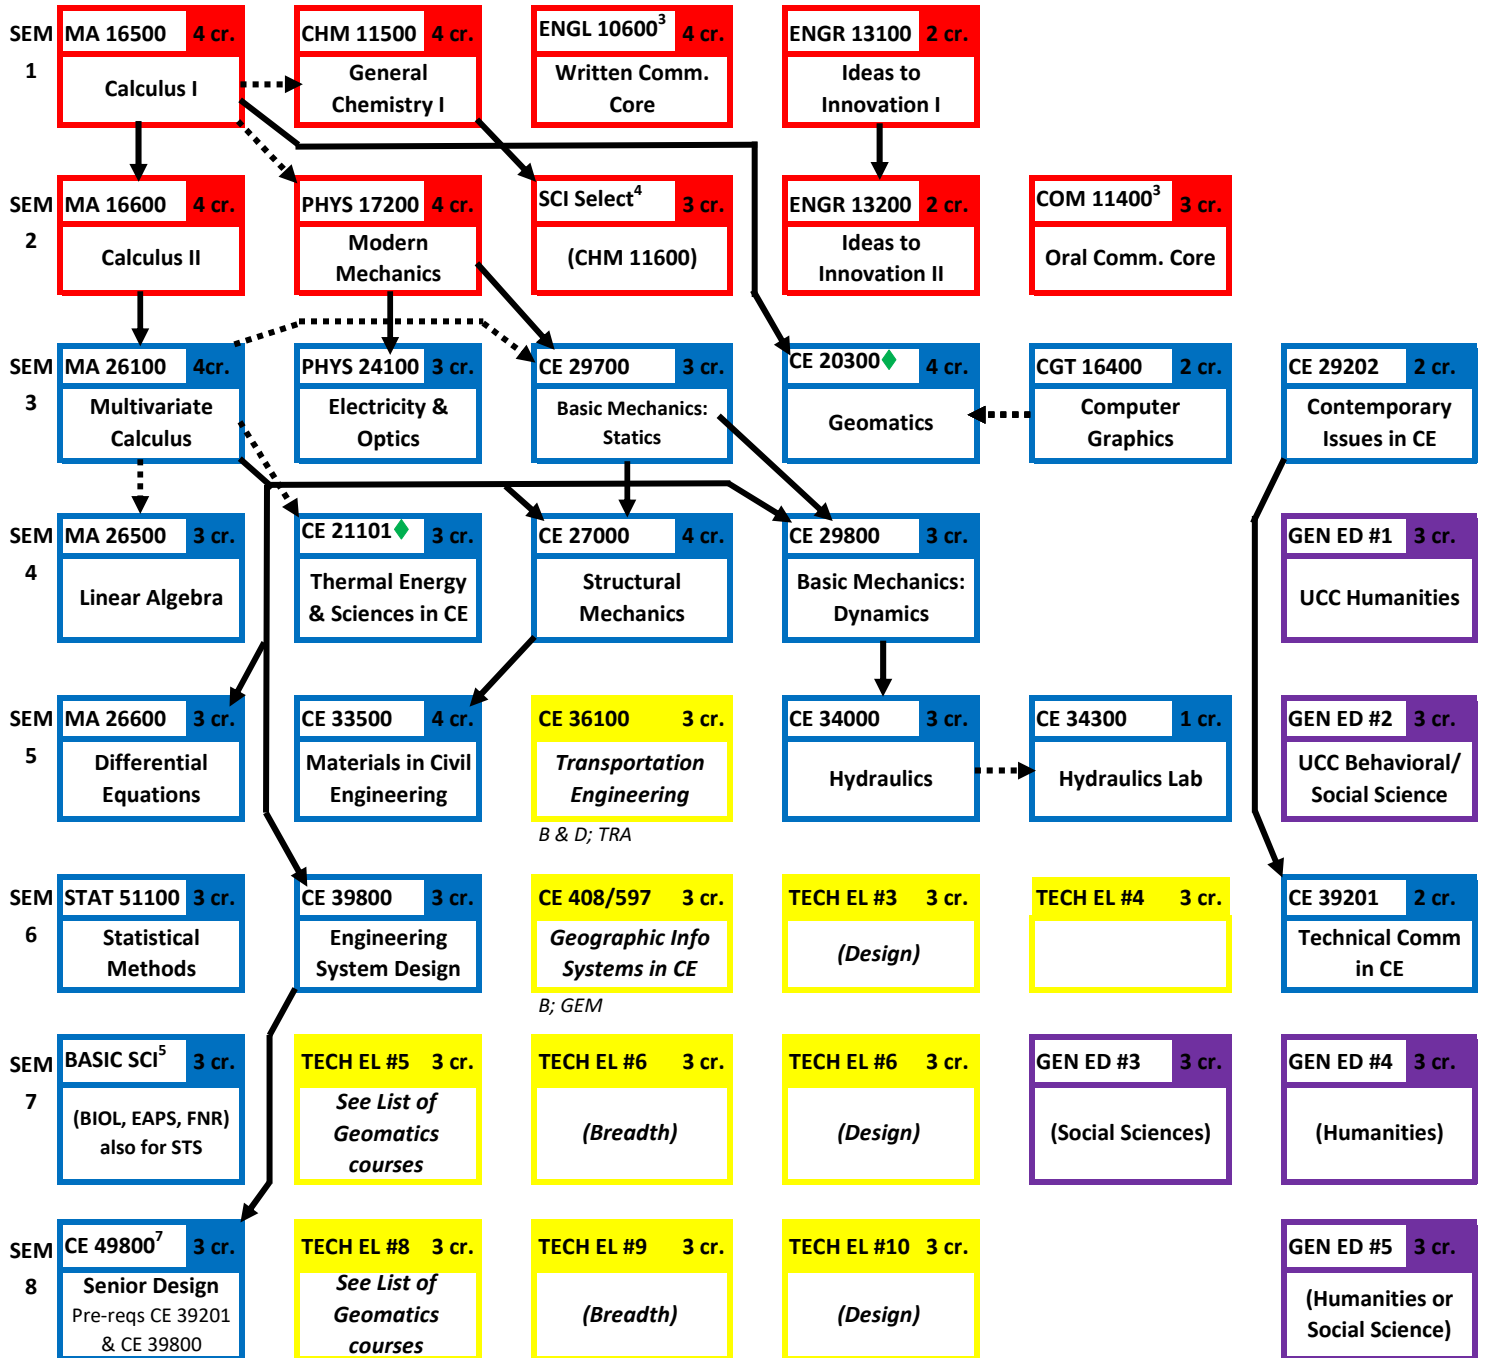 SEM 1
MA 16500 4 cr.
Calculus I
CHM 11500 4 cr.
General
Chemistry I
ENGL 10600³ 4 cr.
Written Comm.
Core
ENGR 13100 2 cr.
Ideas to
Innovation I
SEM 2
MA 16600 4 cr.
Calculus II
PHYS 17200 4 cr.
Modern
Mechanics
SCI Select⁴ 3 cr.
(CHM 11600)
ENGR 13200 2 cr.
Ideas to
Innovation II
COM 11400³ 3 cr.
Oral Comm. Core
SEM 3
MA 26100 4cr.
Multivariate
Calculus
PHYS 24100 3 cr.
Electricity &
Optics
CE 29700 3 cr.
Basic Mechanics:
Statics
CE 20300♦ 4 cr.
Geomatics
CGT 16400 2 cr.
Computer
Graphics
CE 29202 2 cr.
Contemporary
Issues in CE
SEM 4
MA 26500 3 cr.
Linear Algebra
CE 21101♦ 3 cr.
Thermal Energy
& Sciences in CE
CE 27000 4 cr.
Structural
Mechanics
CE 29800 3 cr.
Basic Mechanics:
Dynamics
GEN ED #1 3 cr.
UCC Humanities
SEM 5
MA 26600 3 cr.
Differential
Equations
CE 33500 4 cr.
Materials in Civil
Engineering
CE 36100 3 cr.
Transportation
Engineering
B & D; TRA
CE 34000 3 cr.
Hydraulics
CE 34300 1 cr.
Hydraulics Lab
GEN ED #2 3 cr.
UCC Behavioral/
Social Science
SEM 6
STAT 51100 3 cr.
Statistical
Methods
CE 39800 3 cr.
Engineering
System Design
CE 408/597 3 cr.
Geographic Info
Systems in CE
B; GEM
TECH EL #3 3 cr.
(Design)
TECH EL #4 3 cr.
CE 39201 2 cr.
Technical Comm
in CE
SEM 7
BASIC SCI⁵ 3 cr.
(BIOL, EAPS, FNR)
also for STS
TECH EL #5 3 cr.
See List of
Geomatics
courses
TECH EL #6 3 cr.
(Breadth)
TECH EL #6 3 cr.
(Design)
GEN ED #3 3 cr.
(Social Sciences)
GEN ED #4 3 cr.
(Humanities)
SEM 8
CE 49800⁷ 3 cr.
Senior Design
Pre-reqs CE 39201
& CE 39800
TECH EL #8 3 cr.
See List of
Geomatics
courses
TECH EL #9 3 cr.
(Breadth)
TECH EL #10 3 cr.
(Design)
GEN ED #5 3 cr.
(Humanities or
Social Science)